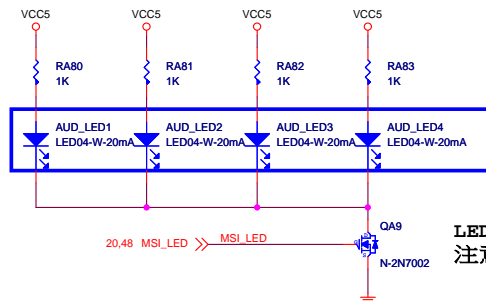 VCC5 VCC5 VCC5 VCC5
RA80 RA81 RA82 RA83
1K 1K 1K 1K
AUD_LED1 AUD_LED2 AUD_LED3 AUD_LED4
LED04-W-20mA LED04-W-20mA LED04-W-20mA LED04-W-20mA
QA9
20,48 MSI_LED MSI_LED
N-2N7002
LED
注